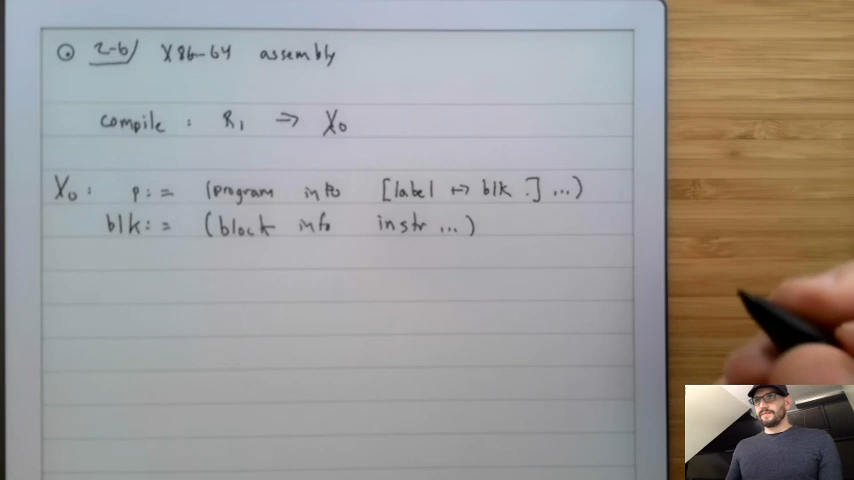 ⊙ 2-6/ X86-64 assembly
compile : R₁ ⇒ X₀
X₀ : p : = (program info [label ↦ blk .] ...)
blk : = (block info instr ...)